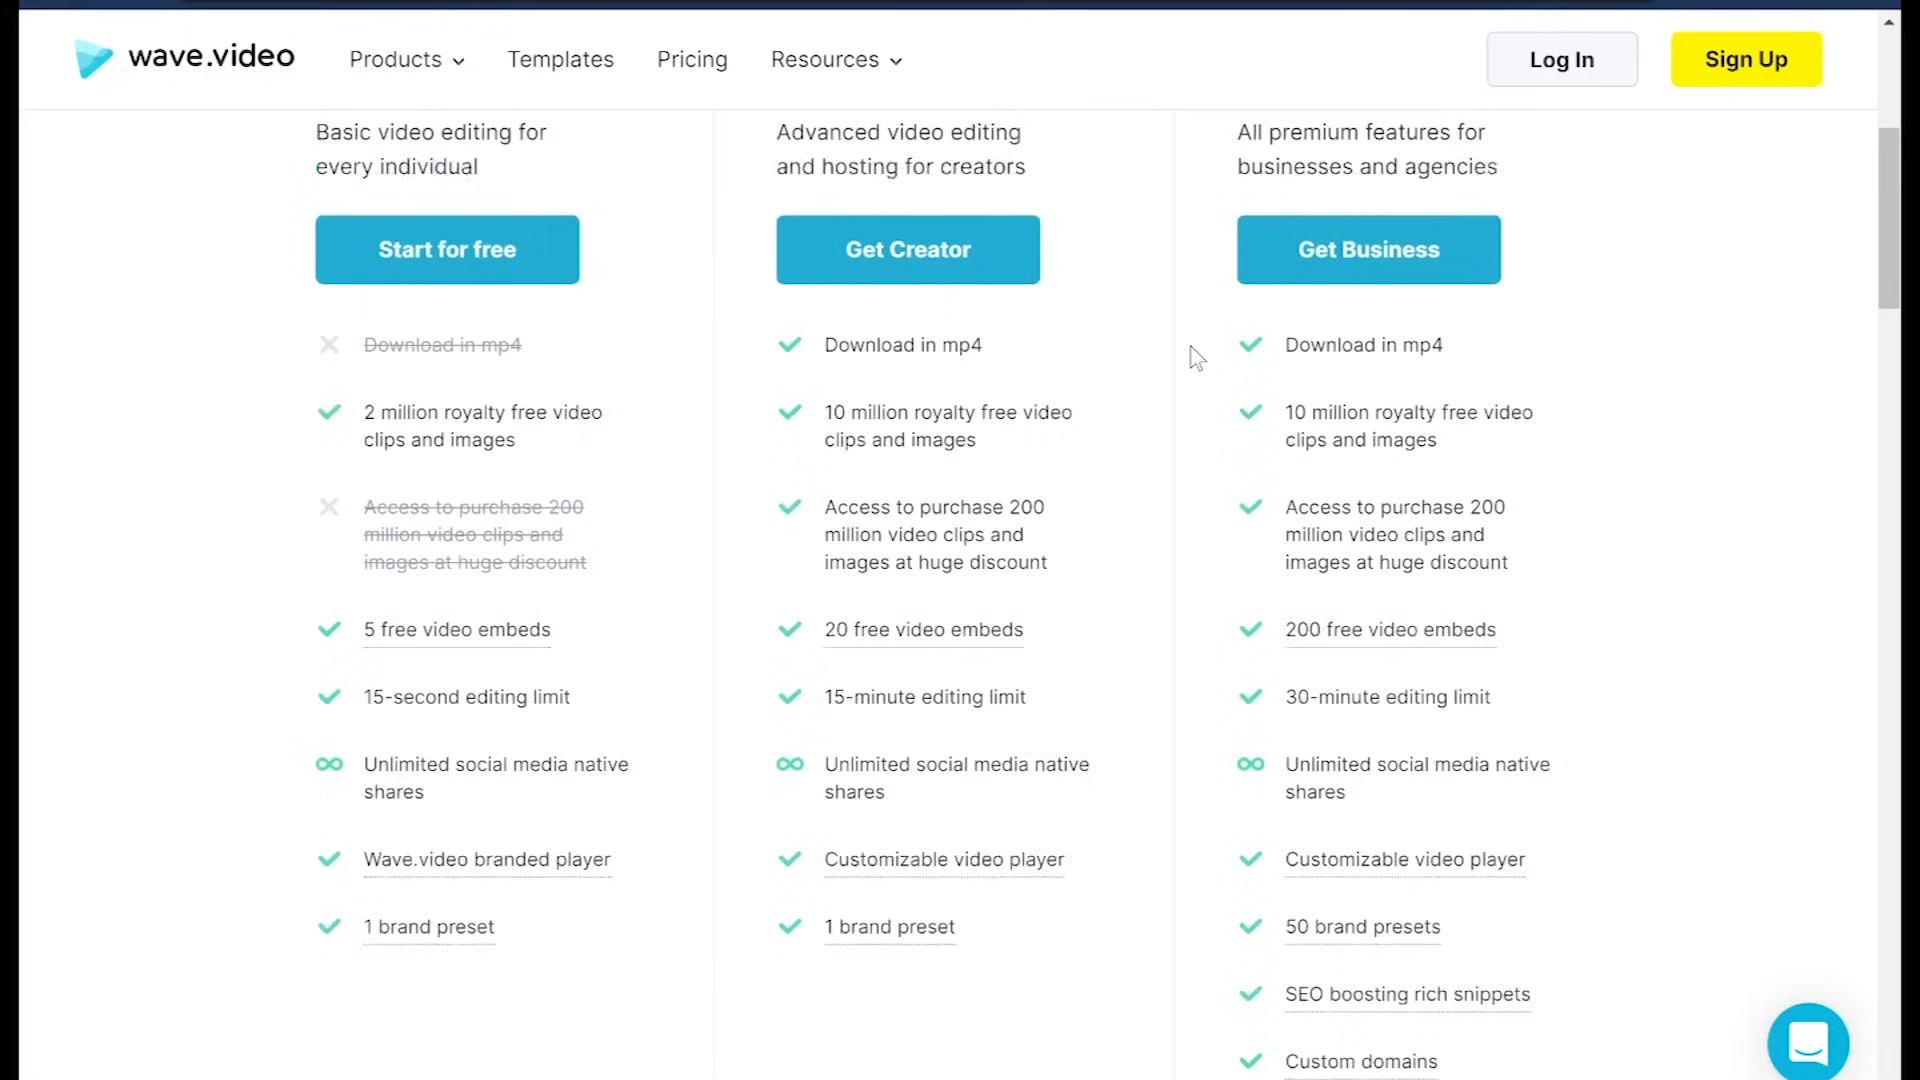 wave.video
Products
Templates
Pricing
Resources
Log In
Sign Up
Basic video editing for
every individual
Start for free
Download in mp4
2 million royalty free video
clips and images
Access to purchase 200
million video clips and
images at huge discount
5 free video embeds
15-second editing limit
Unlimited social media native
shares
Wave.video branded player
1 brand preset
Advanced video editing
and hosting for creators
Get Creator
Download in mp4
10 million royalty free video
clips and images
Access to purchase 200
million video clips and
images at huge discount
20 free video embeds
15-minute editing limit
Unlimited social media native
shares
Customizable video player
1 brand preset
All premium features for
businesses and agencies
Get Business
Download in mp4
10 million royalty free video
clips and images
Access to purchase 200
million video clips and
images at huge discount
200 free video embeds
30-minute editing limit
Unlimited social media native
shares
Customizable video player
50 brand presets
SEO boosting rich snippets
Custom domains